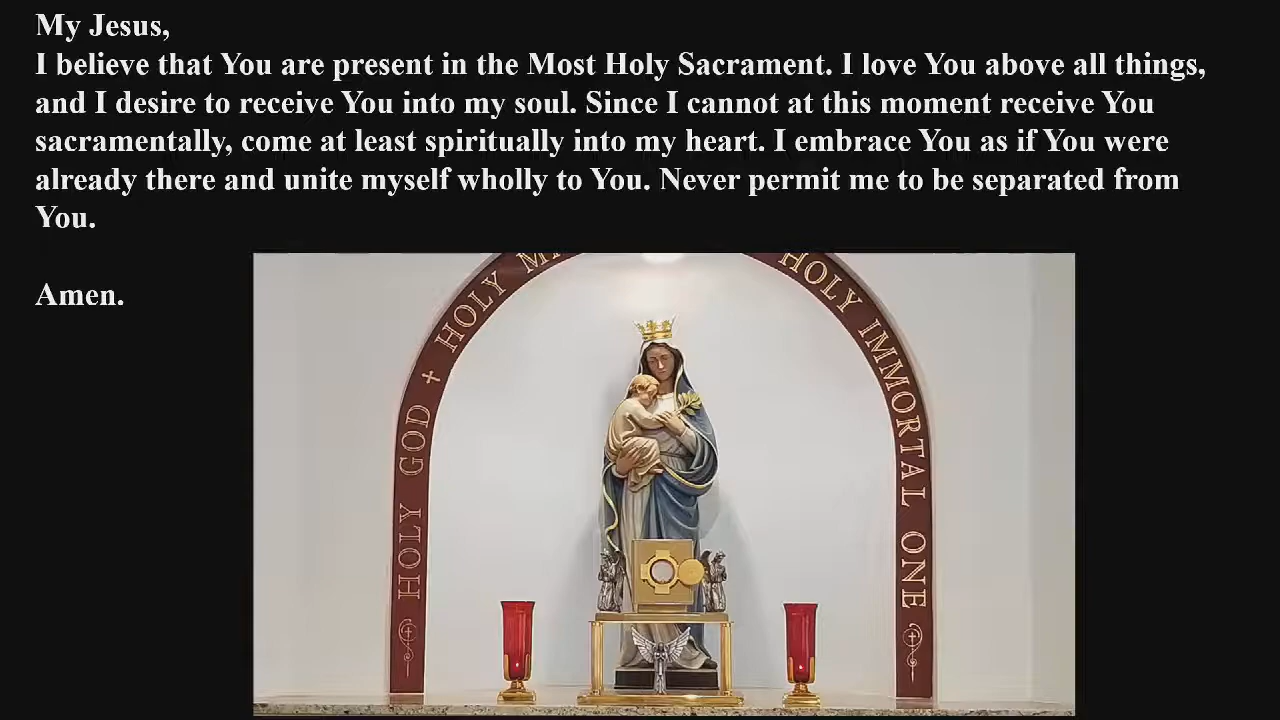 My Jesus,
I believe that You are present in the Most Holy Sacrament. I love You above all things,
and I desire to receive You into my soul. Since I cannot at this moment receive You
sacramentally, come at least spiritually into my heart. I embrace You as if You were
already there and unite myself wholly to You. Never permit me to be separated from
You.
Amen.
HOLY GOD + HOLY
HOLY IMMORTAL ONE